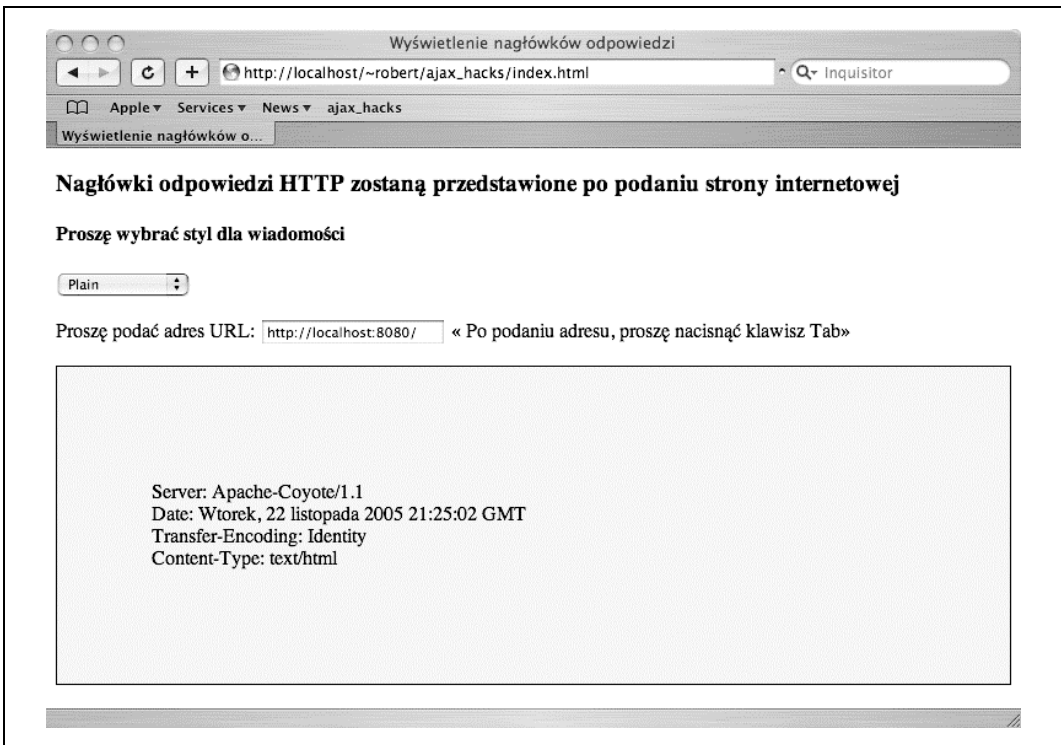 Wyświetlenie nagłówków odpowiedzi
http://localhost/~robert/ajax_hacks/index.html
Inquisitor
Apple Services News ajax_hacks
Wyświetlenie nagłówków o...
Nagłówki odpowiedzi HTTP zostaną przedstawione po podaniu strony internetowej
Proszę wybrać styl dla wiadomości
Plain
Proszę podać adres URL: http://localhost:8080/ « Po podaniu adresu, proszę nacisnąć klawisz Tab»
Server: Apache-Coyote/1.1
Date: Wtorek, 22 listopada 2005 21:25:02 GMT
Transfer-Encoding: Identity
Content-Type: text/html